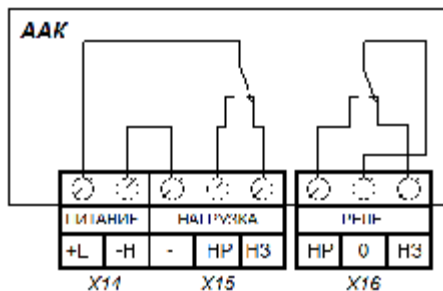 ААК
ПИТАНИЕ НАГРУЗКА РЕЛЕ
+L -Н - НР НЗ НР 0 НЗ
X14 X15 X16